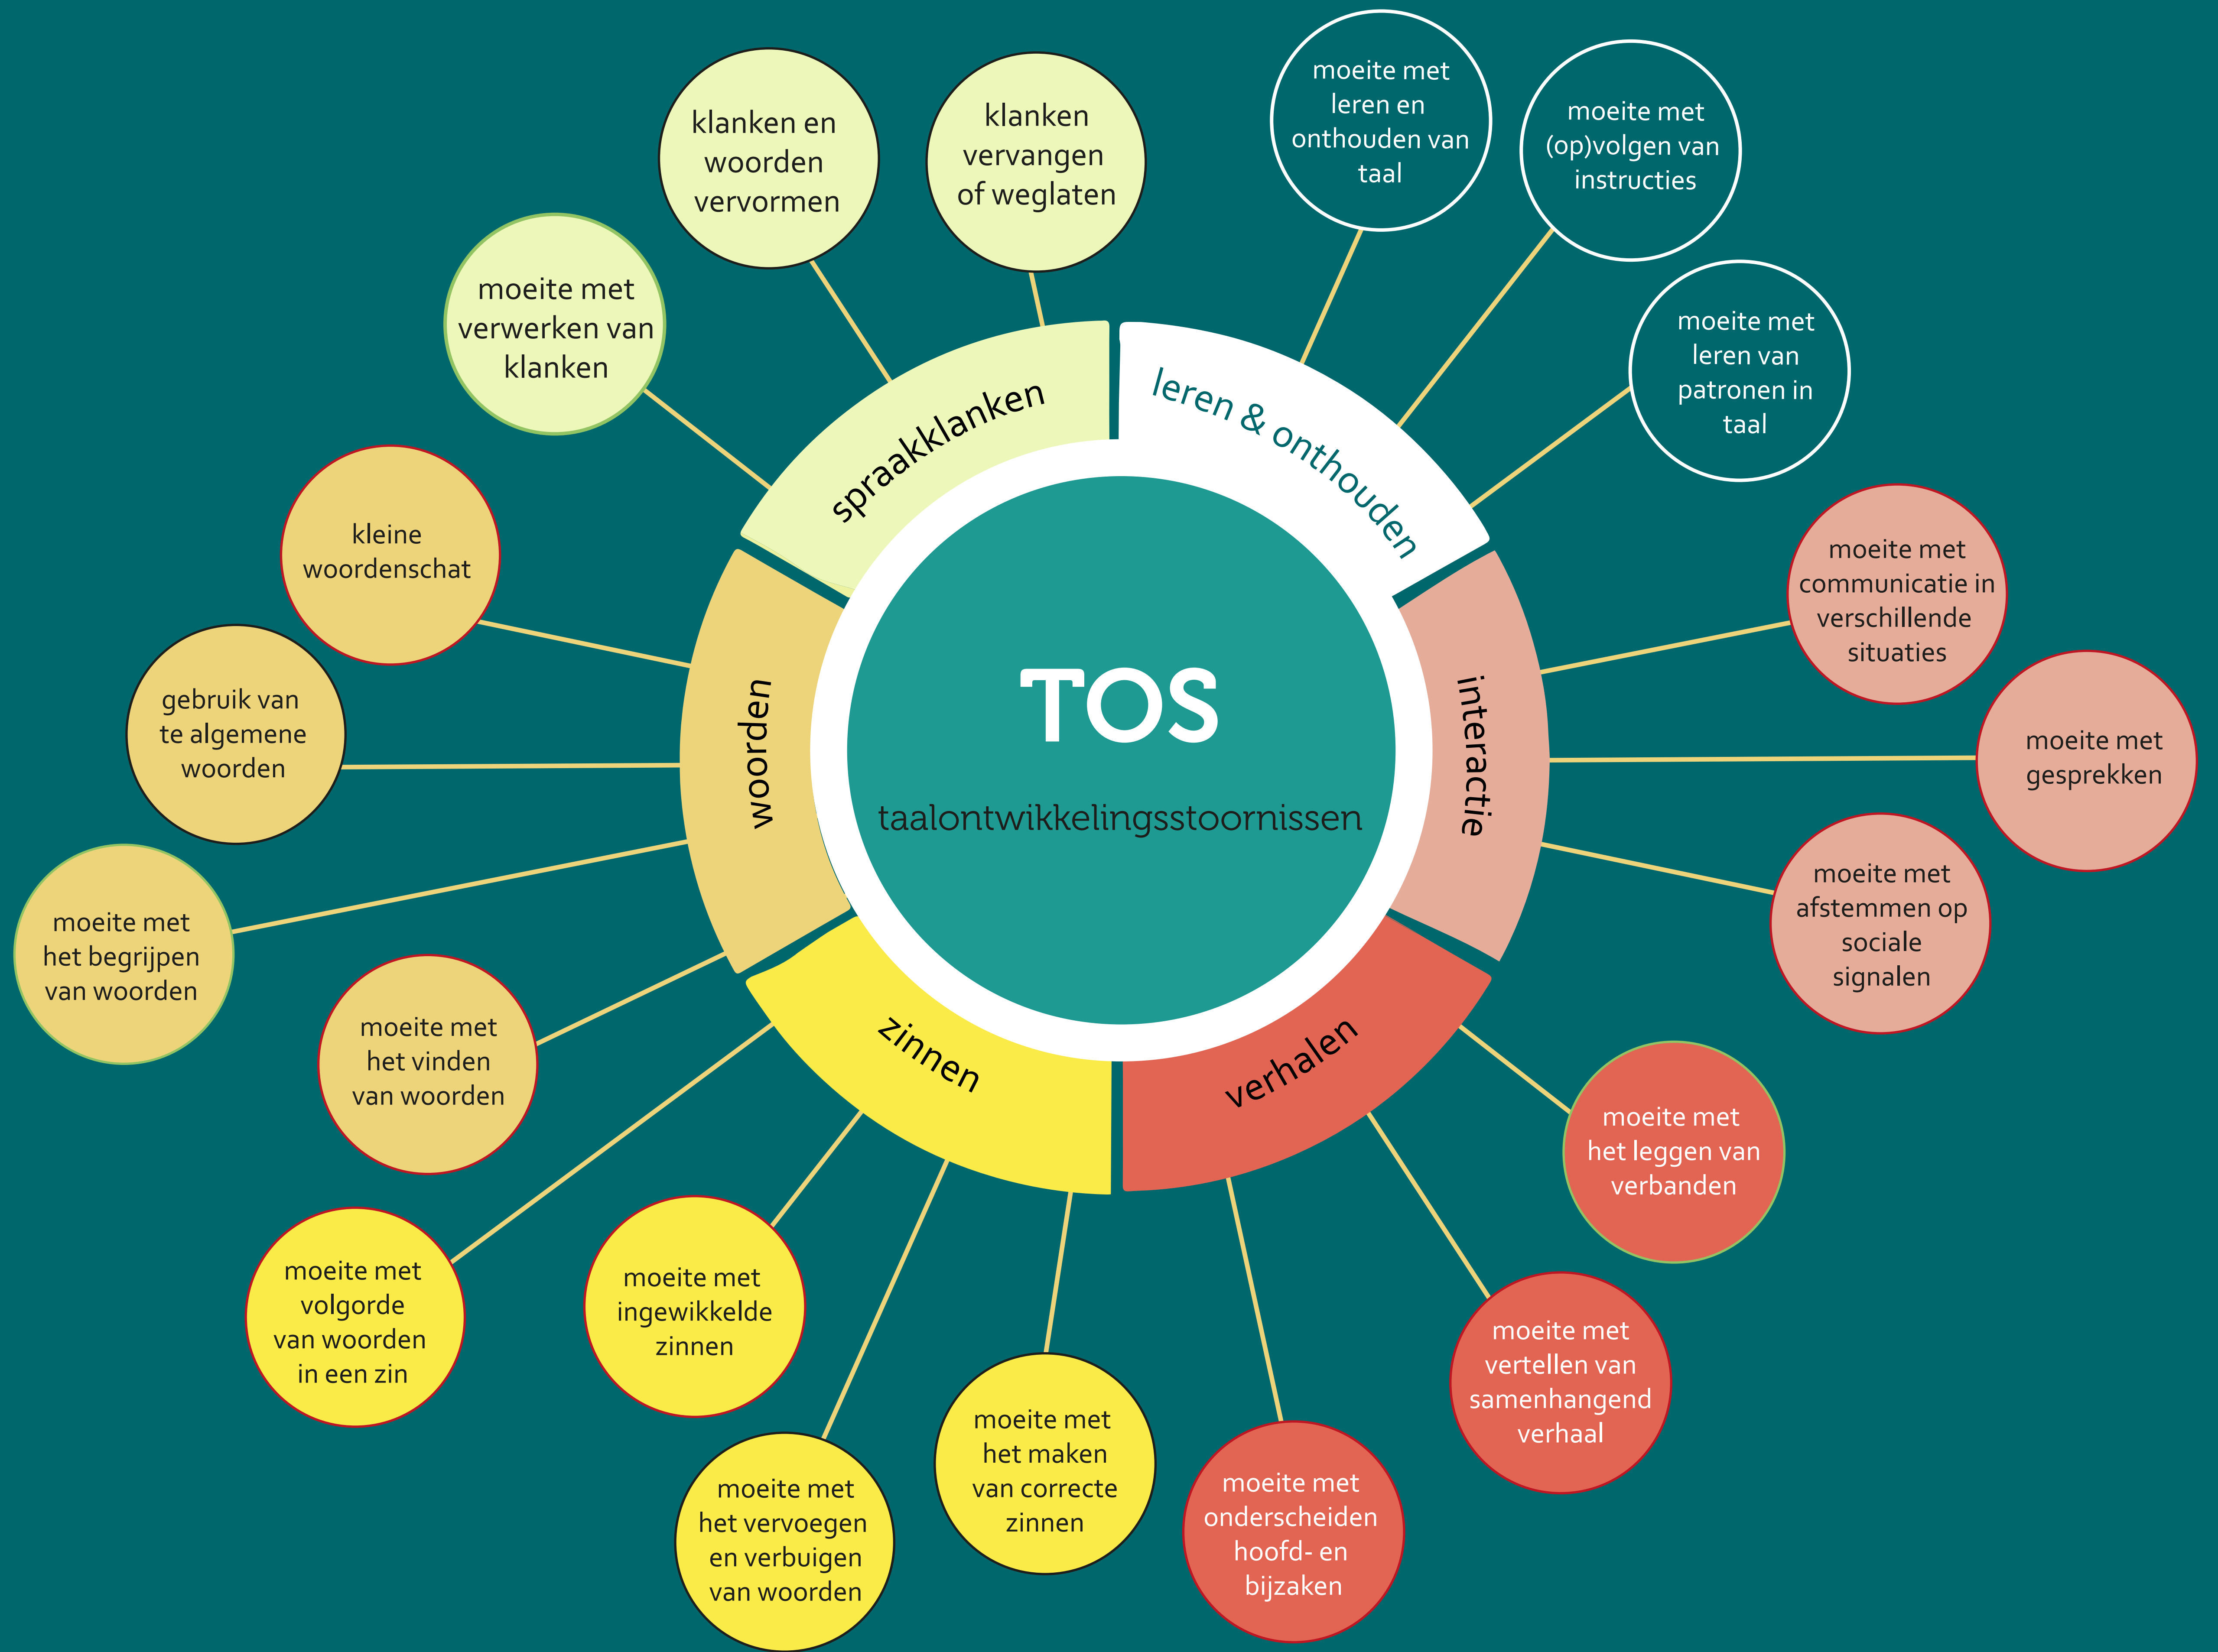 TOS
taalontwikkelingsstoornissen
spraakklanken
moeite met
verwerken van
klanken
klanken en
woorden
vervormen
klanken
vervangen
of weglaten
leren & onthouden
moeite met
leren en
onthouden van
taal
moeite met
(op)volgen van
instructies
moeite met
leren van
patronen in
taal
interactie
moeite met
communicatie in
verschillende
situaties
moeite met
gesprekken
moeite met
afstemmen op
sociale
signalen
verhalen
moeite met
het leggen van
verbanden
moeite met
vertellen van
samenhangend
verhaal
moeite met
onderscheiden
hoofd- en
bijzaken
zinnen
moeite met
het maken
van correcte
zinnen
moeite met
het vervoegen
en verbuigen
van woorden
moeite met
ingewikkelde
zinnen
moeite met
volgorde
van woorden
in een zin
woorden
moeite met
het vinden
van woorden
moeite met
het begrijpen
van woorden
gebruik van
te algemene
woorden
kleine
woordenschat